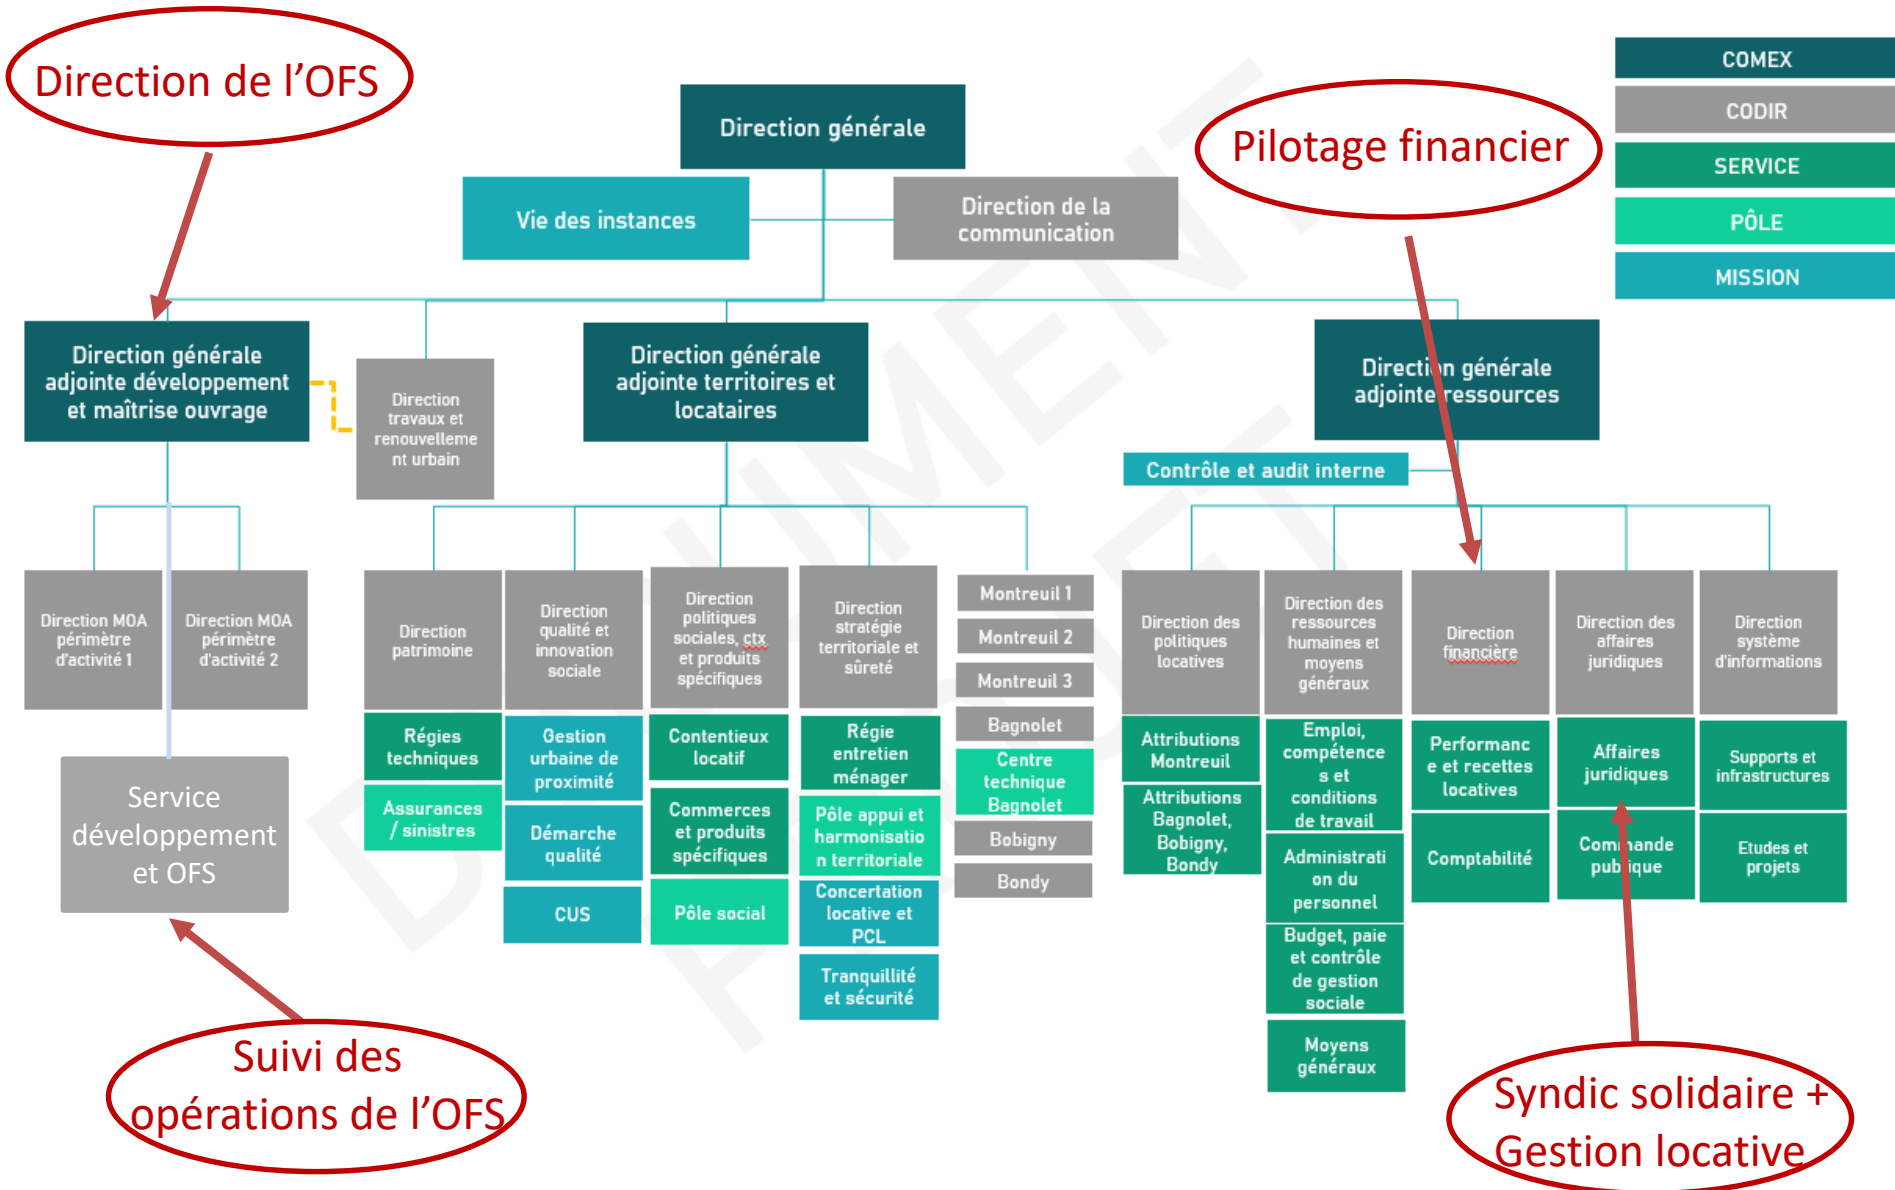 Direction de l'OFS
COMEX
CODIR
SERVICE
PÔLE
MISSION
Direction générale
Pilotage financier
Vie des instances
Direction de la
communication
Direction générale
adjointe développement
et maîtrise ouvrage
Direction
travaux et
renouvelleme
nt urbain
Direction générale
adjointe territoires et
locataires
Direction générale
adjointe ressources
Contrôle et audit interne
Direction MOA
périmètre
d'activité 1
Direction MOA
périmètre
d'activité 2
Service
développement
et OFS
Direction
patrimoine
Régies
techniques
Assurances
/ sinistres
Direction
qualité et
innovation
sociale
Gestion
urbaine de
proximité
Démarche
qualité
CUS
Direction
politiques
sociales, ctx
et produits
spécifiques
Contentieux
locatif
Commerces
et produits
spécifiques
Pôle social
Direction
stratégie
territoriale et
sûreté
Régie
entretien
ménager
Pôle appui et
harmonisatio
n territoriale
Concertation
locative et
PCL
Tranquillité
et sécurité
Montreuil 1
Montreuil 2
Montreuil 3
Bagnolet
Centre
technique
Bagnolet
Bobigny
Bondy
Direction des
politiques
locatives
Attributions
Montreuil
Attributions
Bagnolet,
Bobigny,
Bondy
Direction des
ressources
humaines et
moyens
généraux
Emploi,
compétence
s et
conditions
de travail
Administrati
on du
personnel
Budget, paie
et contrôle
de gestion
sociale
Moyens
généraux
Direction
financière
Performanc
e et recettes
locatives
Comptabilité
Direction des
affaires
juridiques
Affaires
juridiques
Commande
publique
Direction
système
d'informations
Supports et
infrastructures
Etudes et
projets
Suivi des
opérations de l'OFS
Syndic solidaire +
Gestion locative